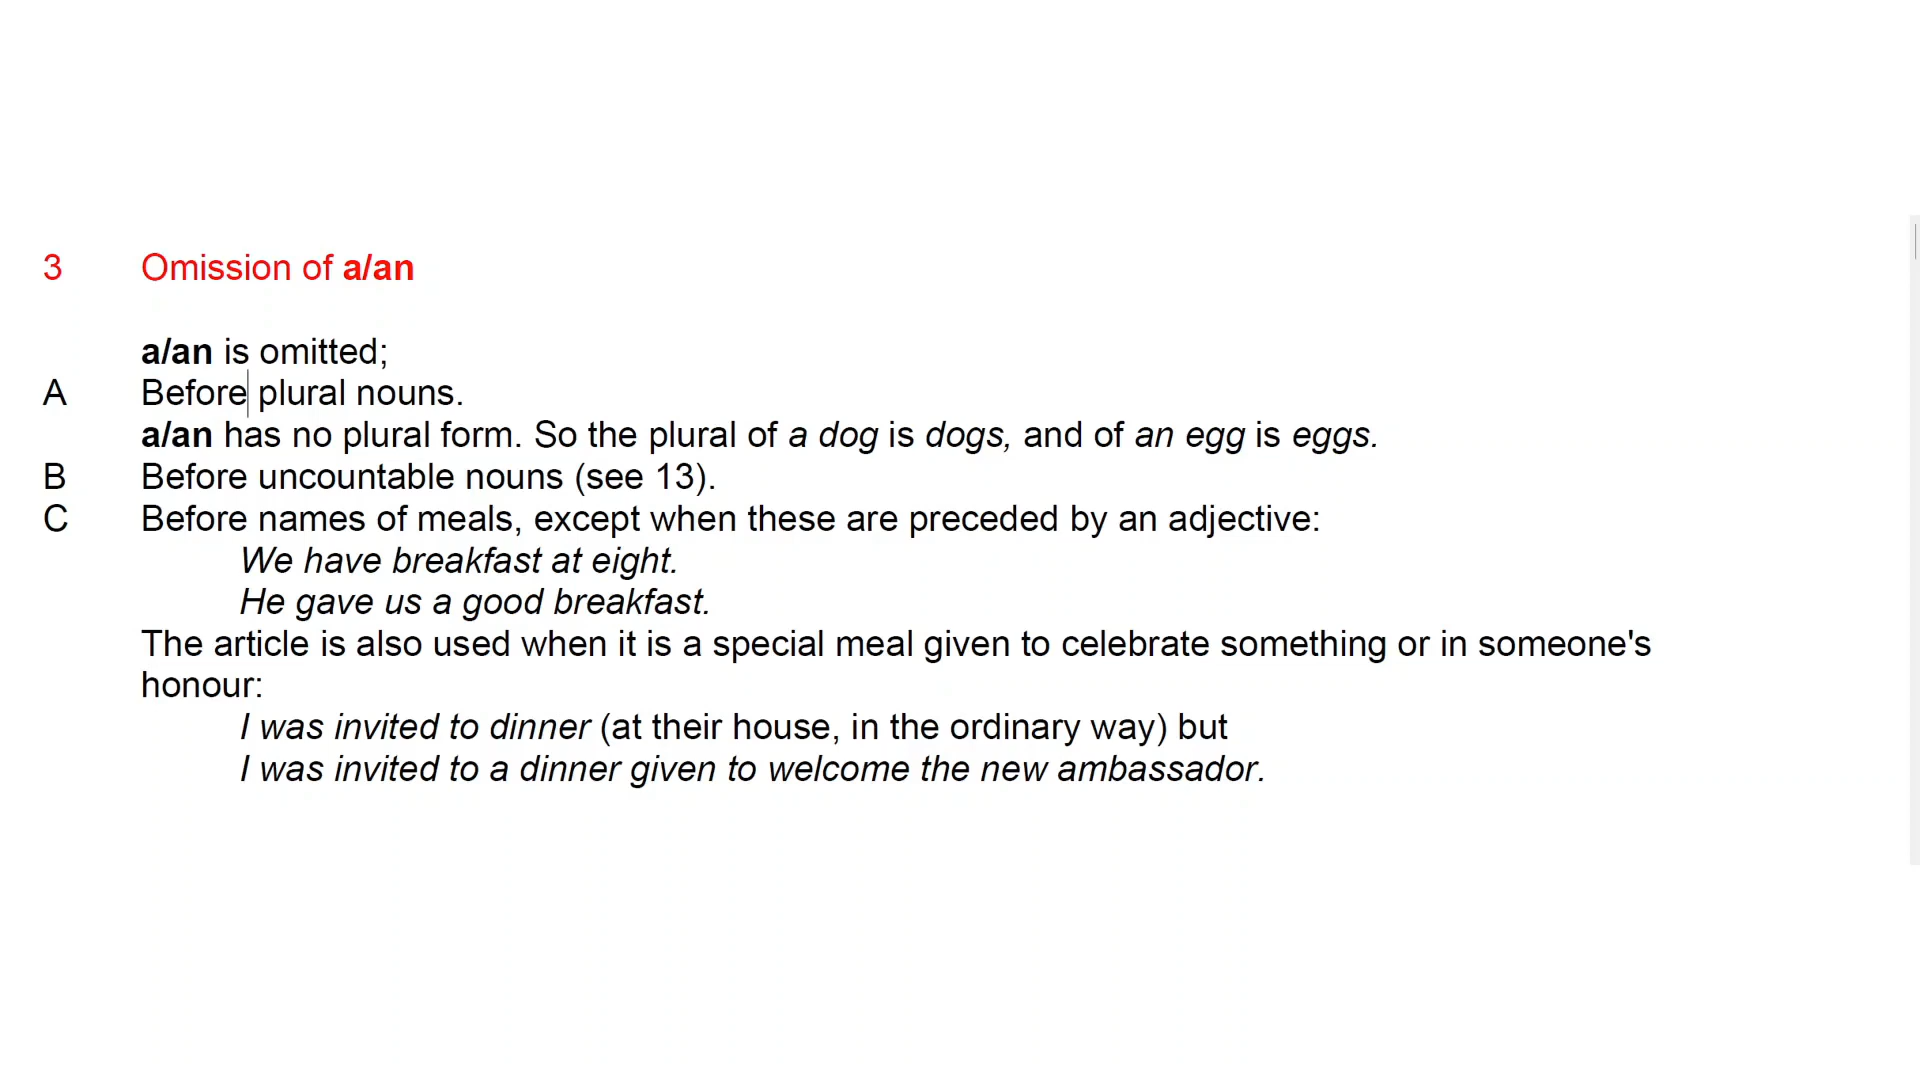 3 Omission of a/an
a/an is omitted;
A Before plural nouns.
a/an has no plural form. So the plural of a dog is dogs, and of an egg is eggs.
B Before uncountable nouns (see 13).
C Before names of meals, except when these are preceded by an adjective:
We have breakfast at eight.
He gave us a good breakfast.
The article is also used when it is a special meal given to celebrate something or in someone's
honour:
I was invited to dinner (at their house, in the ordinary way) but
I was invited to a dinner given to welcome the new ambassador.